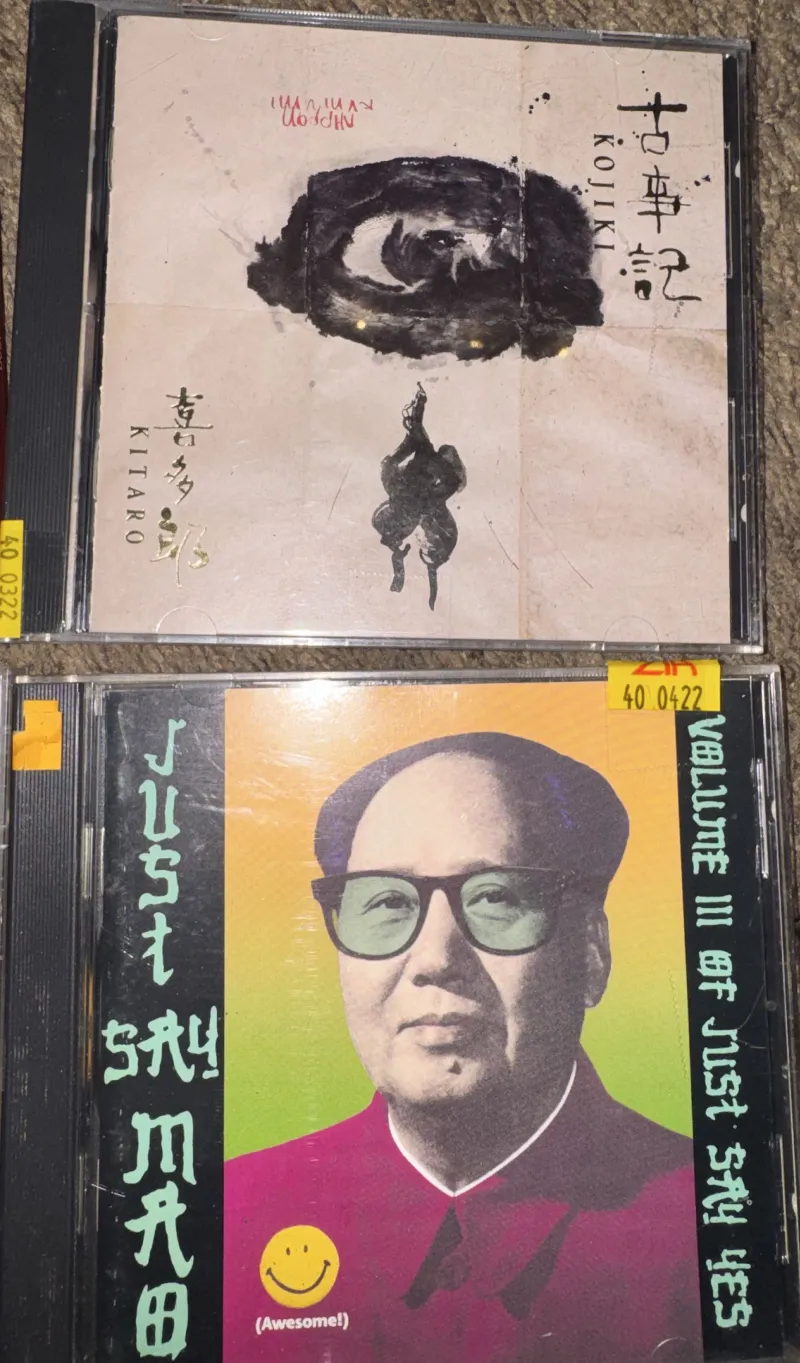 古事記
KOJIKI
喜多郎
KITARO
40 0322
40 0422
JUST
SAY
MAO
VOLUME III OF JUST SAY YES
(Awesome!)